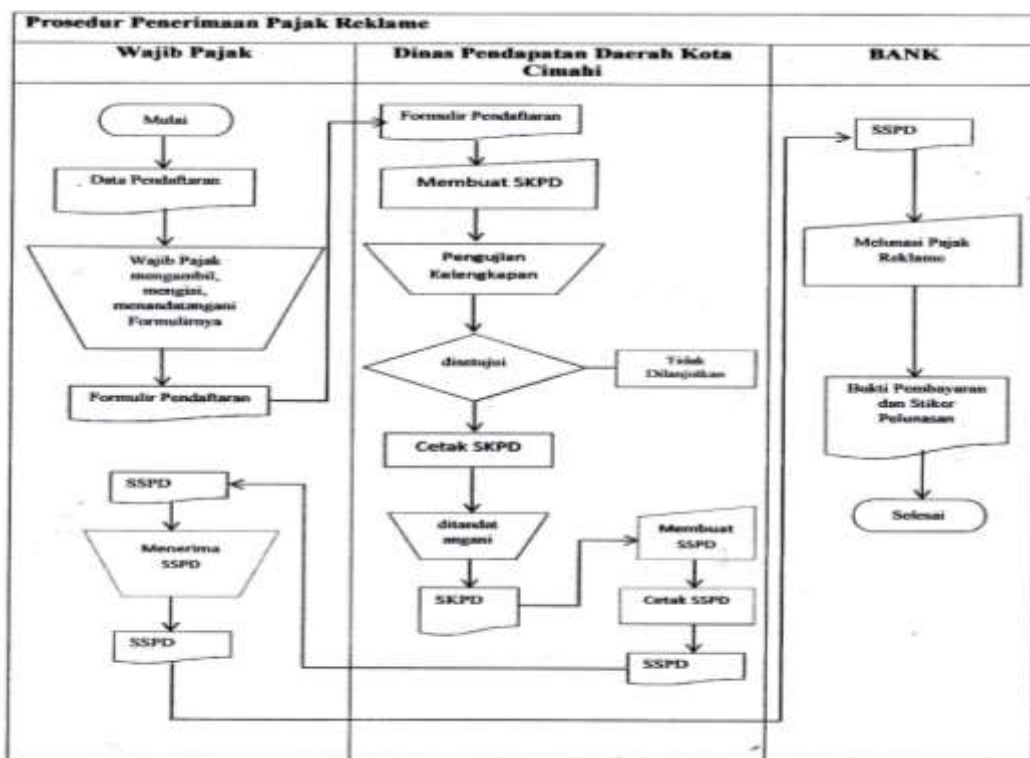 Prosedur Penerimaan Pajak Reklame
Wajib Pajak
Dinas Pendapatan Daerah Kota
Cimahi
BANK
Mulai
Data Pendaftaran
Wajib Pajak
mengambil,
mengisi,
menandatangani
Formulirnya
Formulir Pendaftaran
SSPD
Menerima
SSPD
SSPD
Formulir Pendaftaran
Membuat SKPD
Pengujian
Kelengkapan
disetujui
Tidak
Dilanjutkan
Cetak SKPD
ditandat
angani
SKPD
Membuat
SSPD
Cetak SSPD
SSPD
SSPD
Melunasi Pajak
Reklame
Bukti Pembayaran
dan Stiker
Pelunasan
Selesai